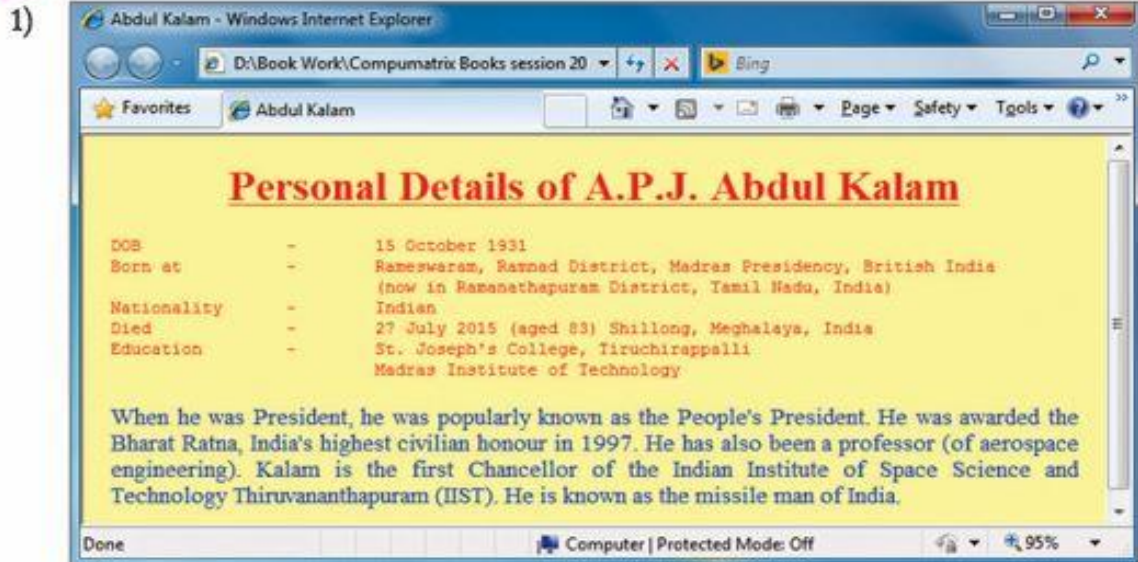 1)
Abdul Kalam - Windows Internet Explorer
D:\Book Work\Compumatrix Books session 20
Bing
Favorites
Abdul Kalam
Page
Safety
Tools
Personal Details of A.P.J. Abdul Kalam
DOB - 15 October 1931
Born at - Rameswaram, Ramnad District, Madras Presidency, British India
(now in Ramanathapuram District, Tamil Nadu, India)
Nationality - Indian
Died - 27 July 2015 (aged 83) Shillong, Meghalaya, India
Education - St. Joseph's College, Tiruchirappalli
Madras Institute of Technology
When he was President, he was popularly known as the People's President. He was awarded the
Bharat Ratna, India's highest civilian honour in 1997. He has also been a professor (of aerospace
engineering). Kalam is the first Chancellor of the Indian Institute of Space Science and
Technology Thiruvananthapuram (IIST). He is known as the missile man of India.
Done
Computer | Protected Mode: Off
95%